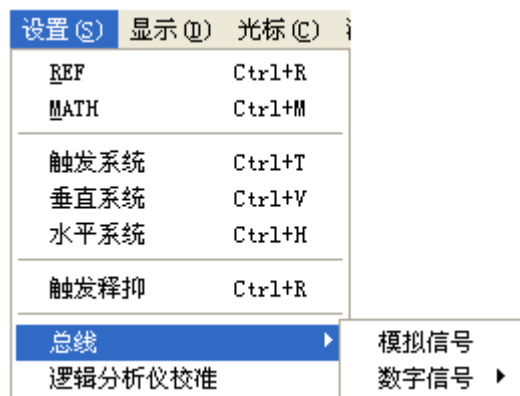 设置(S) 显示(D) 光标(C)
REF Ctrl+R
MATH Ctrl+M
触发系统 Ctrl+T
垂直系统 Ctrl+V
水平系统 Ctrl+H
触发释抑 Ctrl+R
总线 模拟信号
逻辑分析仪校准 数字信号